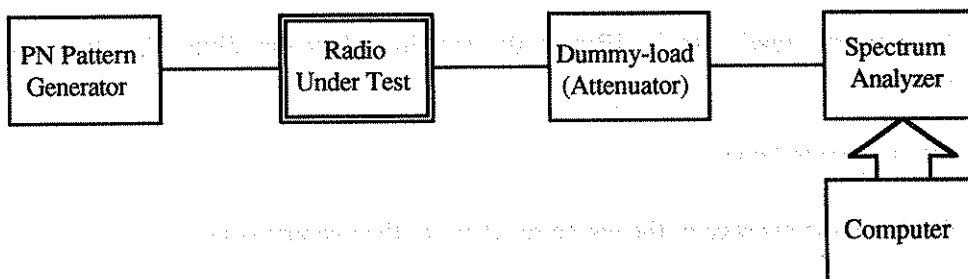 PN Pattern
Generator
Radio
Under Test
Dummy-load
(Attenuator)
Spectrum
Analyzer
Computer